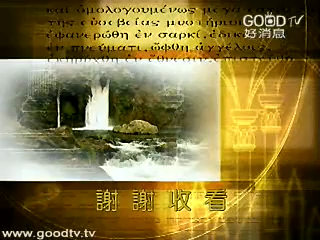 καὶ ὁμολογουμένως μέγα
τῆς εὐσεβείας μυστήριον
ἐφανερώθη ἐν σαρκί,
ἐν πνεύματι, ὤφθη ἀγγέλοις,
GOOD TV
好消息
謝謝收看
www.goodtv.tv